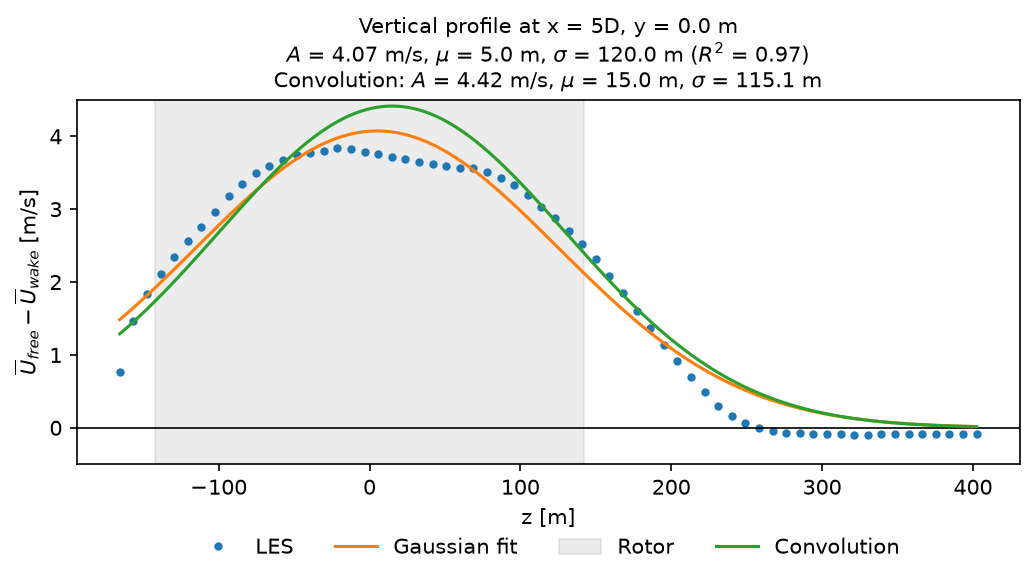 Vertical profile at x = 5D, y = 0.0 m
A = 4.07 m/s, μ = 5.0 m, σ = 120.0 m (R² = 0.97)
Convolution: A = 4.42 m/s, μ = 15.0 m, σ = 115.1 m
U̅_free − U̅_wake [m/s]
4
3
2
1
0
−100 0 100 200 300 400
z [m]
LES Gaussian fit Rotor Convolution